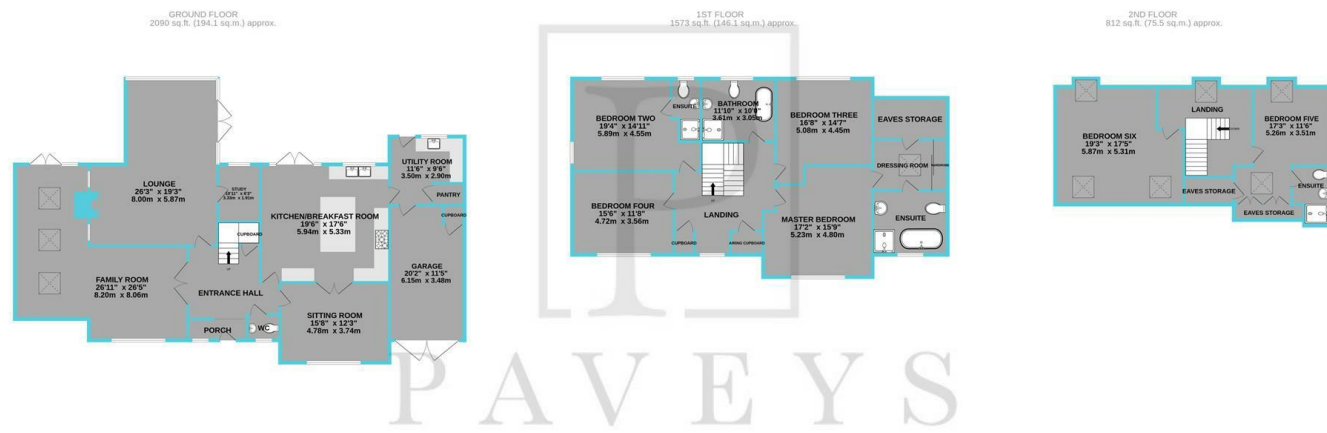 GROUND FLOOR
2090 sq.ft. (194.1 sq.m.) approx.
LOUNGE
26'3" x 19'3"
8.00m x 5.87m
STUDY
UTILITY ROOM
11'6" x 9'6"
3.50m x 2.90m
PANTRY
CUPBOARD
KITCHEN/BREAKFAST ROOM
19'6" x 17'6"
5.94m x 5.33m
CUPBOARD
UP
FAMILY ROOM
26'11" x 26'5"
8.20m x 8.06m
GARAGE
20'2" x 11'5"
6.15m x 3.48m
ENTRANCE HALL
SITTING ROOM
15'8" x 12'3"
4.78m x 3.74m
PORCH
WC
1ST FLOOR
1573 sq.ft. (146.1 sq.m.) approx.
BEDROOM TWO
19'4" x 14'11"
5.89m x 4.55m
ENSUITE
BATHROOM
11'10" x 10'0"
3.61m x 3.05m
BEDROOM THREE
16'8" x 14'7"
5.08m x 4.45m
EAVES STORAGE
DRESSING ROOM
BEDROOM FOUR
15'6" x 11'8"
4.72m x 3.56m
LANDING
CUPBOARD
AIRING CUPBOARD
MASTER BEDROOM
17'2" x 15'9"
5.23m x 4.80m
ENSUITE
2ND FLOOR
812 sq.ft. (75.5 sq.m.) approx.
LANDING
BEDROOM SIX
19'3" x 17'5"
5.87m x 5.31m
BEDROOM FIVE
17'3" x 11'6"
5.26m x 3.51m
EAVES STORAGE
ENSUITE
EAVES STORAGE
P
PAVEYS